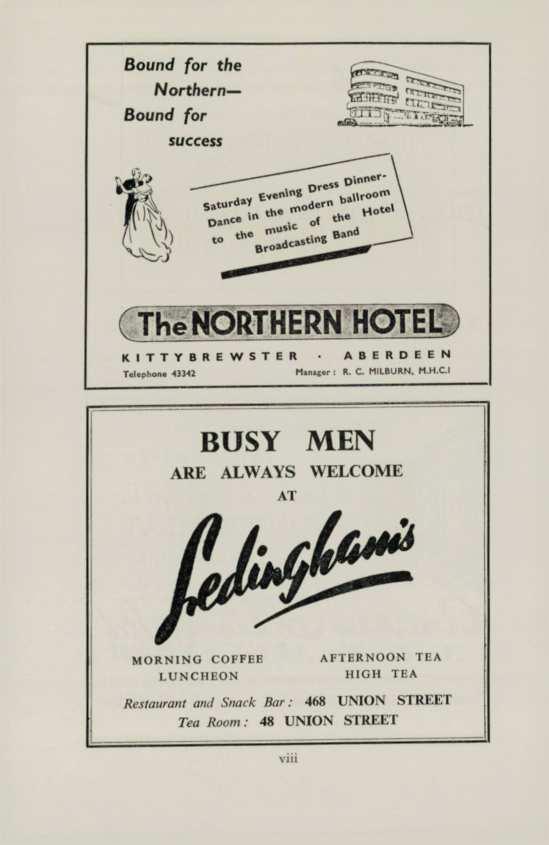 Bound for the
Northern—
Bound for
success
Saturday Evening Dress Dinner-
Dance in the modern ballroom
to the music of the Hotel
Broadcasting Band
The NORTHERN HOTEL
KITTYBREWSTER · ABERDEEN
Telephone 43342 Manager: R. C. MILBURN, M.H.C.I
BUSY MEN
ARE ALWAYS WELCOME
AT
Ledingham's
MORNING COFFEE AFTERNOON TEA
LUNCHEON HIGH TEA
Restaurant and Snack Bar: 468 UNION STREET
Tea Room: 48 UNION STREET
viii